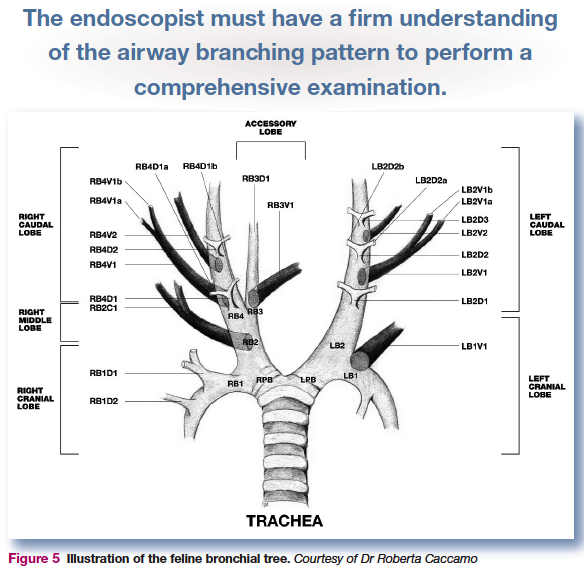 The endoscopist must have a firm understanding
of the airway branching pattern to perform a
comprehensive examination.
ACCESSORY
LOBE
RB4D1a
RB4D1b
RB4V1b
RB3D1
RB4V1a
RB3V1
RIGHT
CAUDAL
LOBE
RB4V2
RB4D2
RB4V1
RB4D1
RB2C1
RIGHT
MIDDLE
LOBE
RB1D1
RIGHT
CRANIAL
LOBE
RB1D2
RB4
RB3
RB2
RB1
RPB
LPB
LB2
LB1
LB2D2b
LB2D2a
LB2V1b
LB2V1a
LB2D3
LB2V2
LEFT
CAUDAL
LOBE
LB2D2
LB2V1
LB2D1
LB1V1
LEFT
CRANIAL
LOBE
TRACHEA
Figure 5 Illustration of the feline bronchial tree. Courtesy of Dr Roberta Caccamo